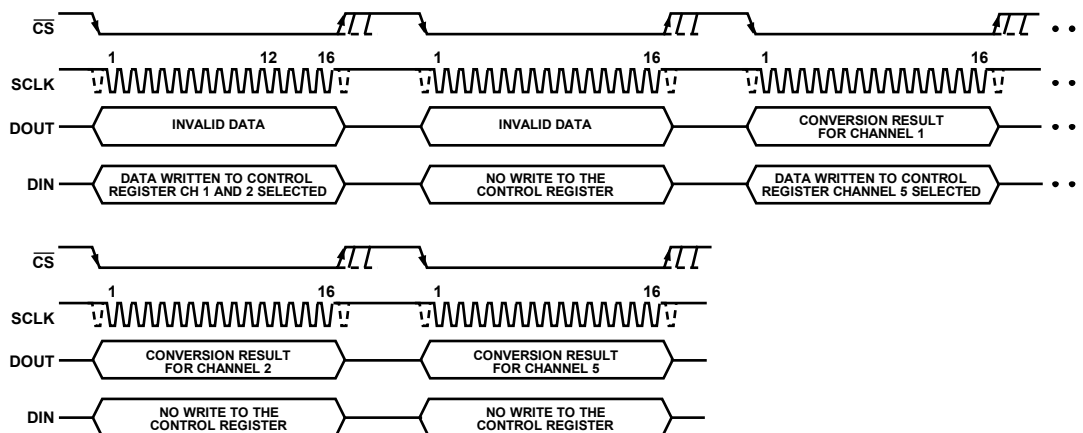 CS
1 12 16 1 16 1 16
SCLK
DOUT INVALID DATA INVALID DATA CONVERSION RESULT
FOR CHANNEL 1
DIN DATA WRITTEN TO CONTROL
REGISTER CH 1 AND 2 SELECTED
NO WRITE TO THE
CONTROL REGISTER
DATA WRITTEN TO CONTROL
REGISTER CHANNEL 5 SELECTED
CS
1 16 1 16
SCLK
DOUT CONVERSION RESULT
FOR CHANNEL 2
CONVERSION RESULT
FOR CHANNEL 5
DIN NO WRITE TO THE
CONTROL REGISTER
NO WRITE TO THE
CONTROL REGISTER